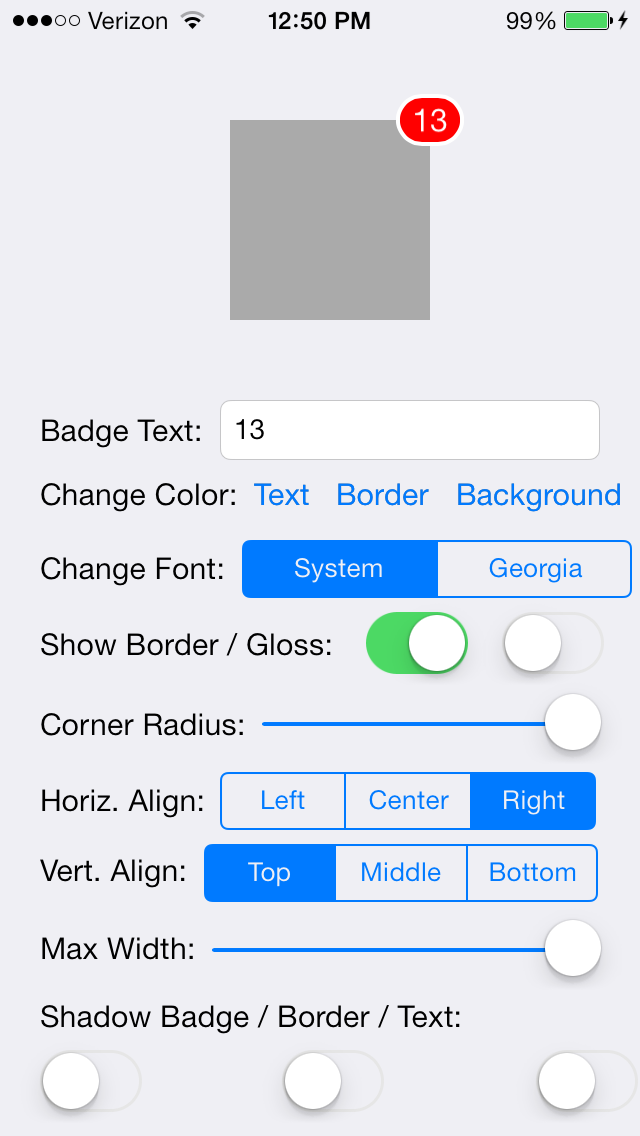 Verizon 12:50 PM 99%
13
Badge Text: 13
Change Color: Text Border Background
Change Font: System Georgia
Show Border / Gloss:
Corner Radius:
Horiz. Align: Left Center Right
Vert. Align: Top Middle Bottom
Max Width:
Shadow Badge / Border / Text: